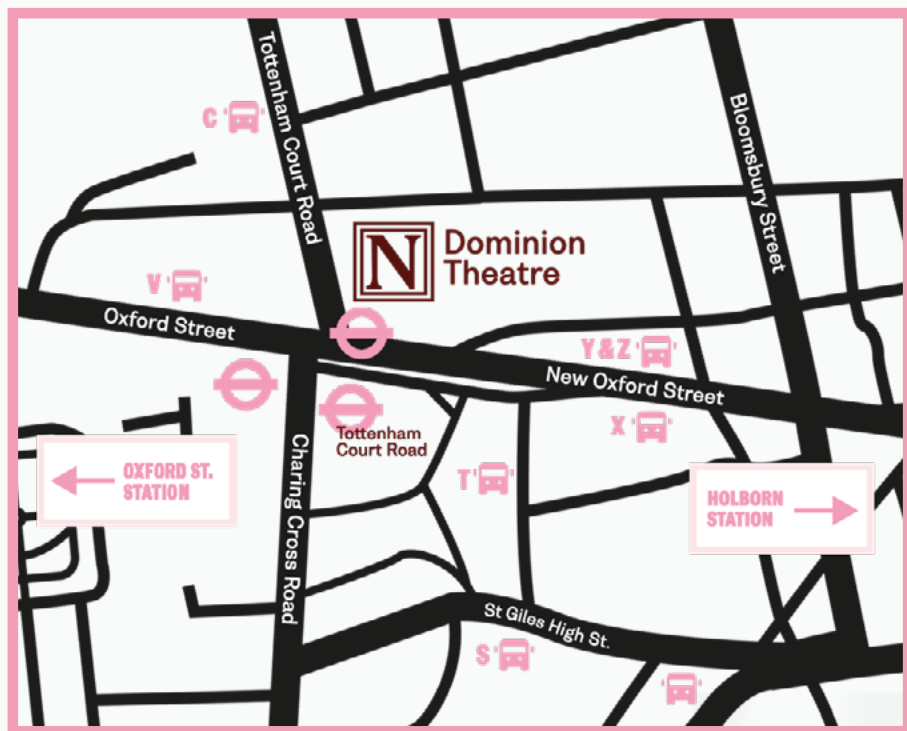 Tottenham Court Road
C
Bloomsbury Street
N
Dominion
Theatre
V
Oxford Street
Y&Z
New Oxford Street
X
Tottenham
Court Road
Charing Cross Road
OXFORD ST.
STATION
T
HOLBORN
STATION
St Giles High St.
S